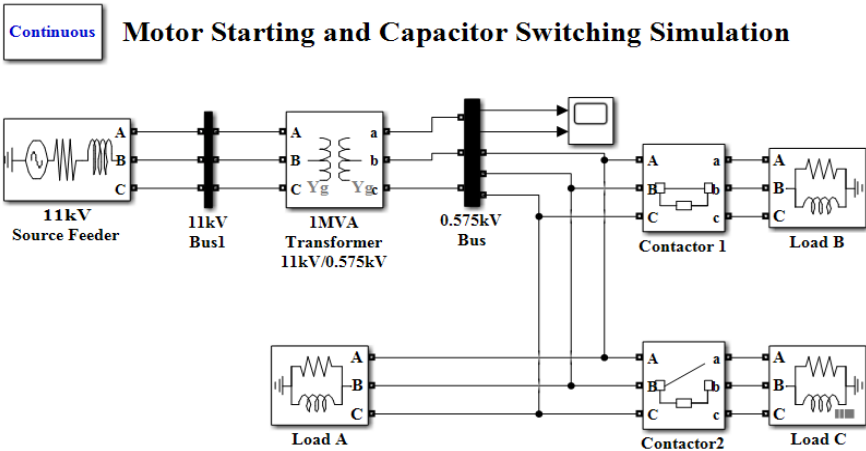 Continuous
Motor Starting and Capacitor Switching Simulation
A
B
C
11kV
Source Feeder
11kV
Bus1
A
B
C
a
b
c
Yg Yg
1MVA
Transformer
11kV/0.575kV
0.575kV
Bus
A
B
C
a
b
c
Contactor 1
A
B
C
Load B
A
B
C
Load A
A
B
C
a
b
c
Contactor2
A
B
C
Load C